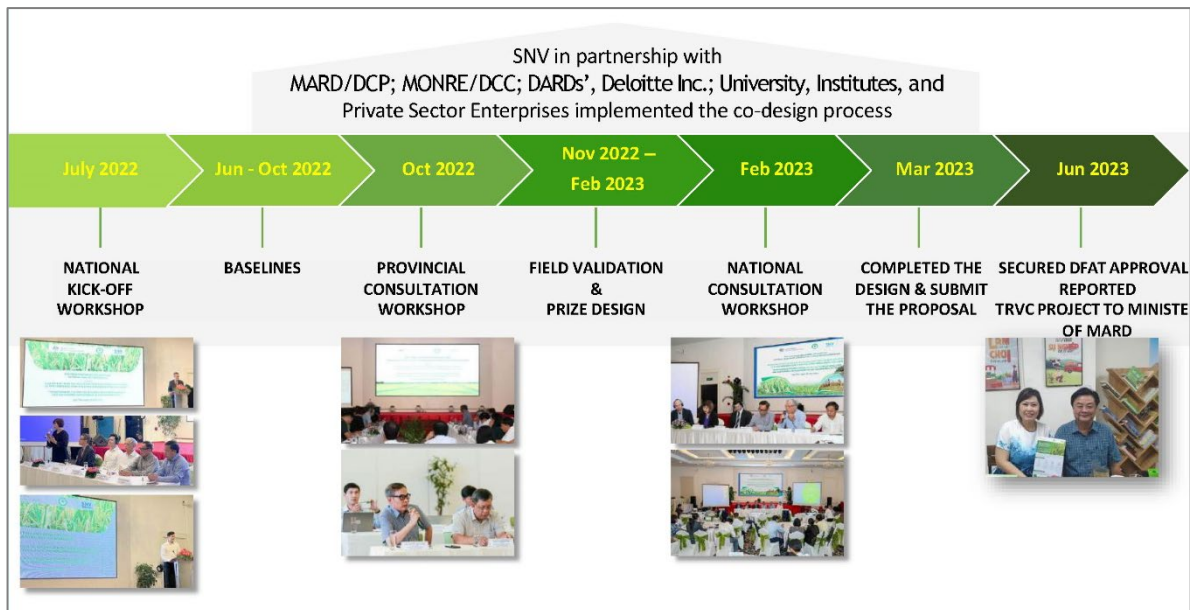 SNV in partnership with
MARD/DCP; MONRE/DCC; DARDs', Deloitte Inc.; University, Institutes, and
Private Sector Enterprises implemented the co-design process
July 2022
Jun - Oct 2022
Oct 2022
Nov 2022 –
Feb 2023
Feb 2023
Mar 2023
Jun 2023
NATIONAL
KICK-OFF
WORKSHOP
BASELINES
PROVINCIAL
CONSULTATION
WORKSHOP
FIELD VALIDATION
&
PRIZE DESIGN
NATIONAL
CONSULTATION
WORKSHOP
COMPLETED THE
DESIGN & SUBMIT
THE PROPOSAL
SECURED DFAT APPROVAL
REPORTED
TRVC PROJECT TO MINISTE
OF MARD